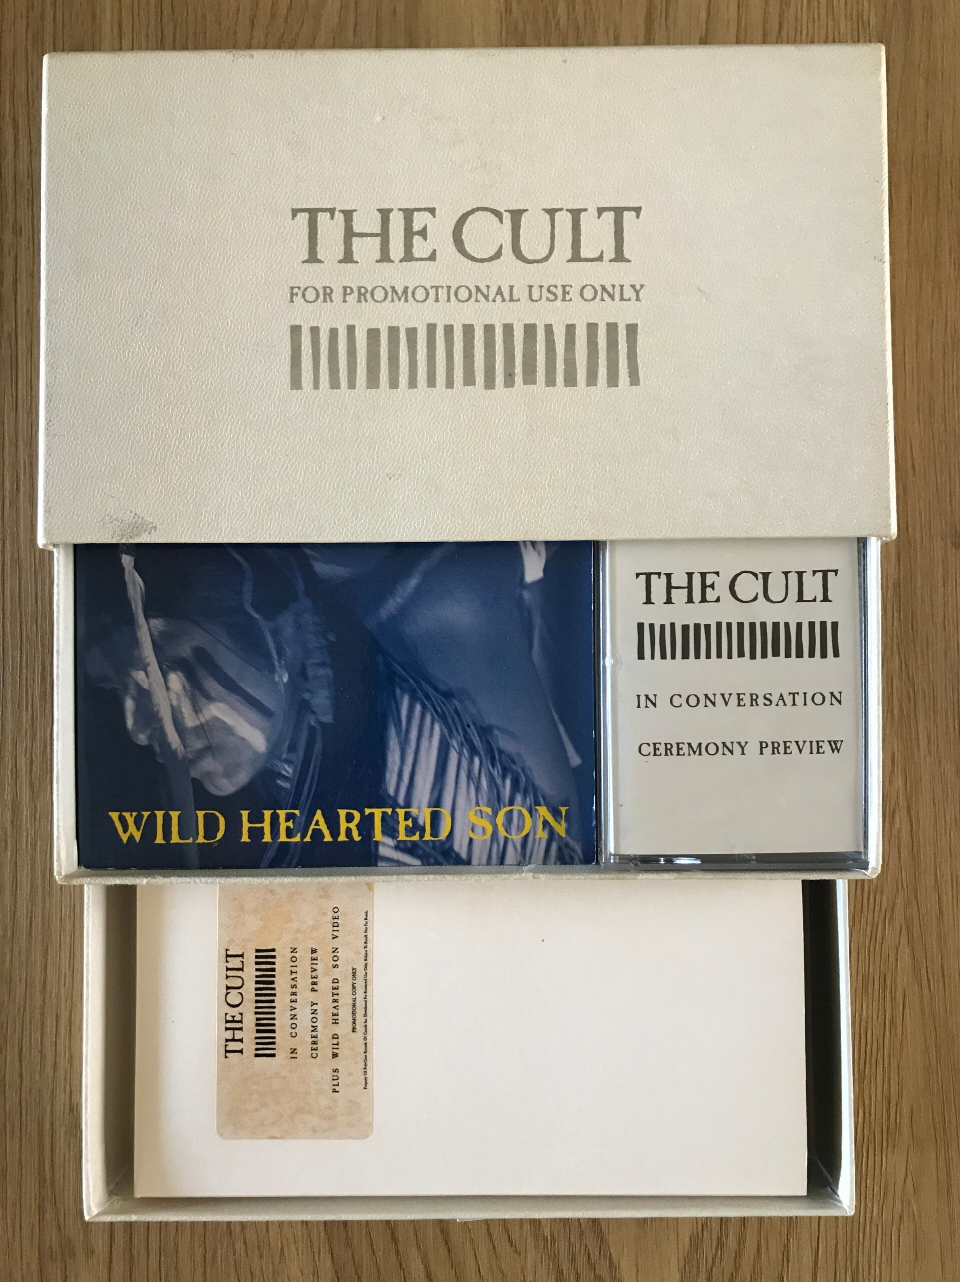 THE CULT
FOR PROMOTIONAL USE ONLY
WILD HEARTED SON
THE CULT
IN CONVERSATION
CEREMONY PREVIEW
THE CULT
IN CONVERSATION
CEREMONY PREVIEW
PLUS WILD HEARTED SON VIDEO
PROMOTIONAL COPY ONLY